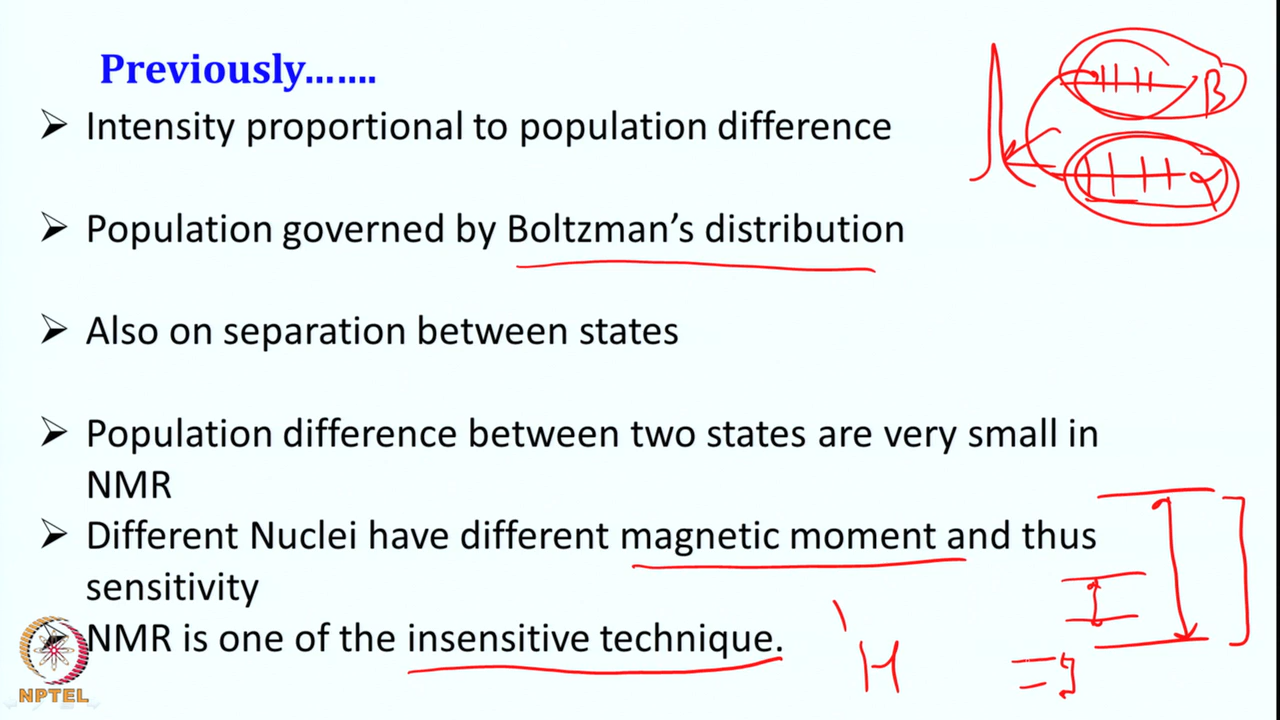 Previously.......
Intensity proportional to population difference
Population governed by Boltzman's distribution
Also on separation between states
Population difference between two states are very small in
NMR
Different Nuclei have different magnetic moment and thus
sensitivity
NMR is one of the insensitive technique.
β
α
1H
NPTEL